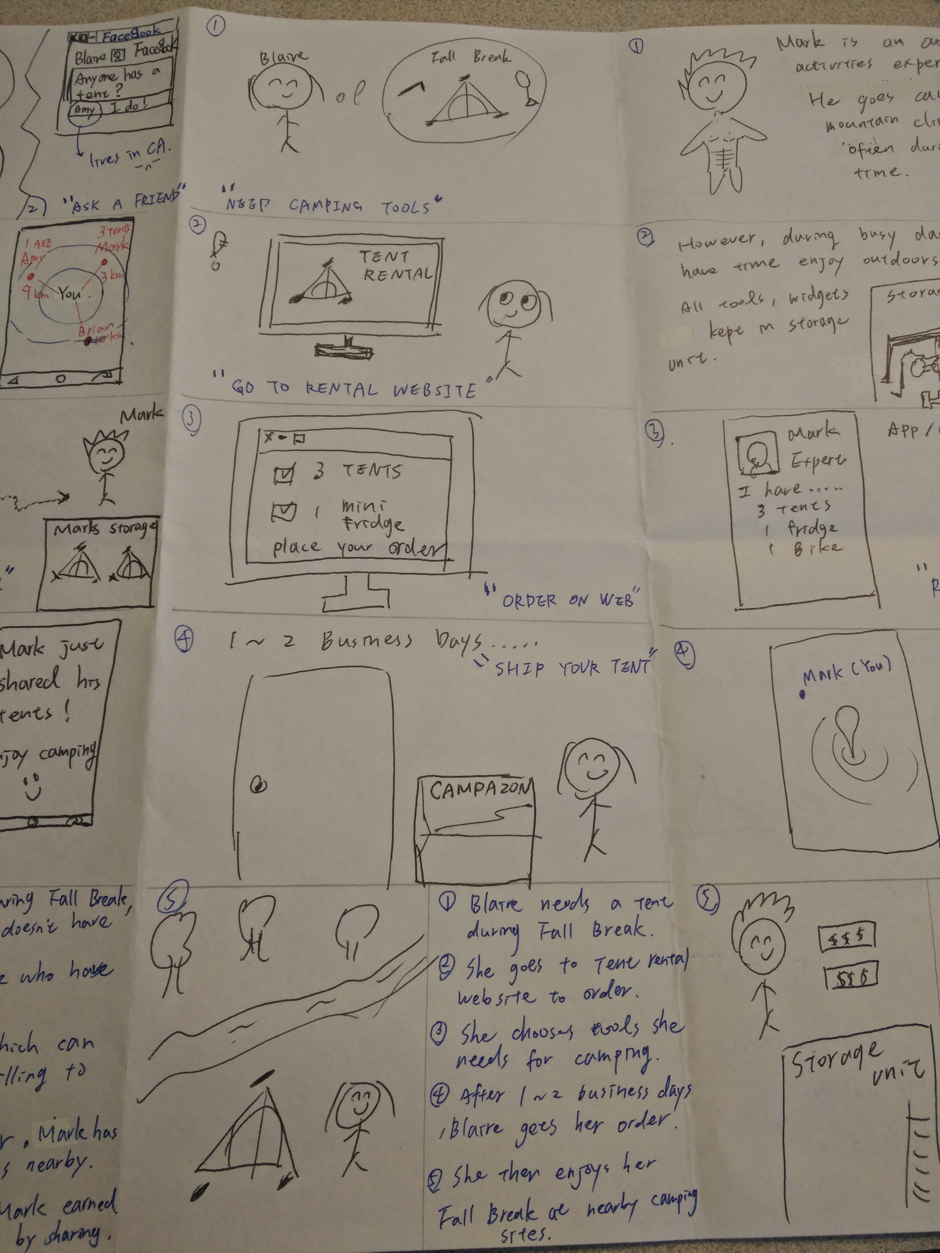 FaceBook
Blaire FaceBook
Anyone has a
tent?
Amy I do!
lives in CA.
2) "ASK A FRIEND"
1 AXE
Amy
3 tents
Mark
9 km
You.
3 km
Brian
Mark
Marks storage
Mark just
shared his
tents!
joy camping
uring Fall Break,
doesn't have
who have
hich can
lling to
Mark has
s nearby.
Mark earned
by sharing.
①
Blaire
Fall Break
"NEED CAMPING TOOLS"
②
TENT
RENTAL
"GO TO RENTAL WEBSITE"
③
3 TENTS
1 mini
fridge
place your order
"ORDER ON WEB"
④ 1 ~ 2 Business Days.....
"SHIP YOUR TENT"
CAMPAZON
⑤
① Blaire needs a Tent
during Fall Break.
② She goes to Tent rental
website to order.
③ She chooses tools she
needs for camping.
④ After 1 ~ 2 business days
, Blaire gets her order.
⑤ She then enjoys her
Fall Break at nearby camping
sites.
①
Mark is an
activities exper
He goes
mountain
often
time.
②
However, during busy
have time enjoy outdoors
All tools, widgets
kept in storage
unit.
Storag
③.
APP /
Mark
Expert
I have.....
3 tents
1 fridge
1 Bike
④
Mark (You)
⑤
$$$
$$$
Storage
unit